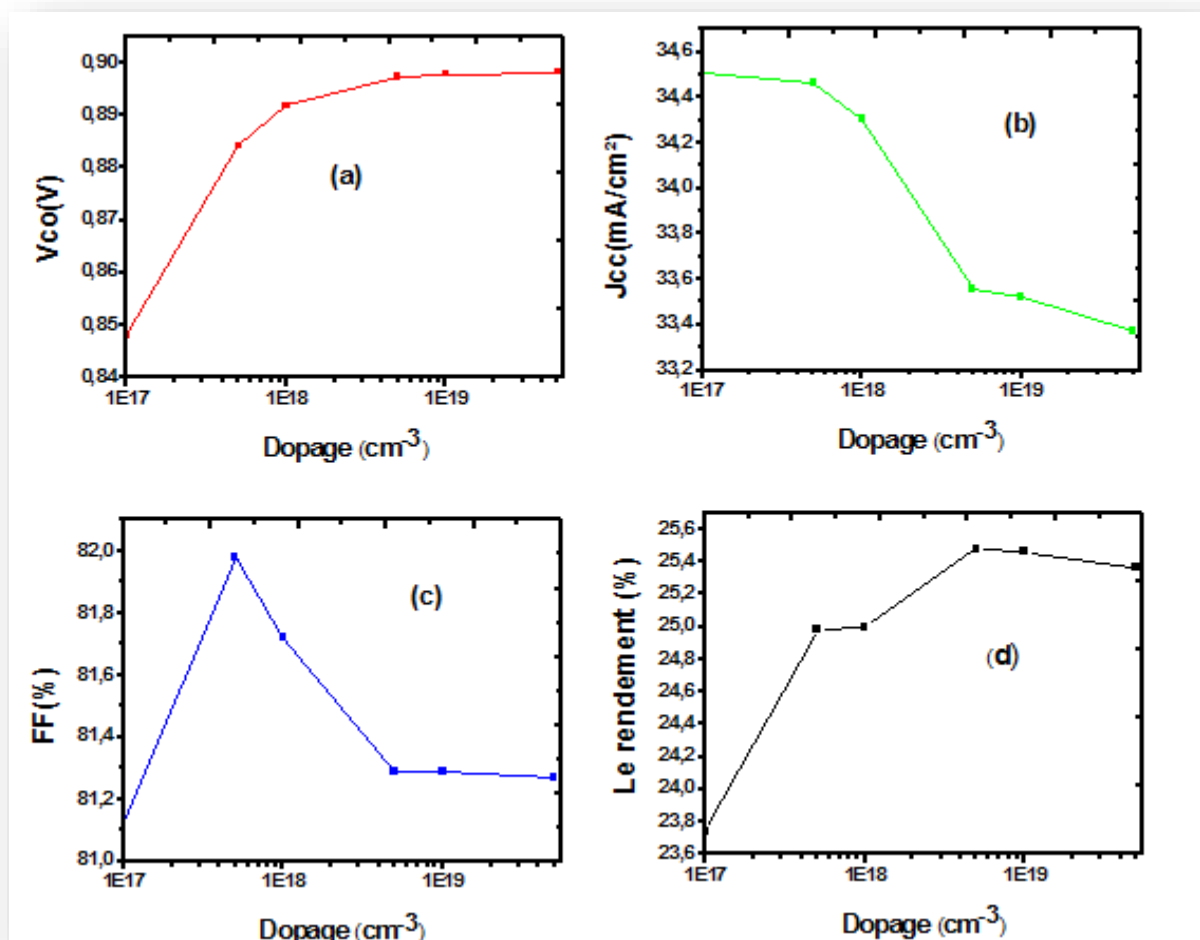 0,90
0,89
0,88
0,87
0,86
0,85
0,84
Vco(V)
(a)
1E17
1E18
1E19
Dopage (cm⁻³)
34,6
34,4
34,2
34,0
33,8
33,6
33,4
33,2
Jcc(mA/cm²)
(b)
1E17
1E18
1E19
Dopage (cm⁻³)
82,0
81,8
81,6
81,4
81,2
81,0
FF(%)
(c)
1E17
1E18
1E19
Dopage (cm⁻³)
25,6
25,4
25,2
25,0
24,8
24,6
24,4
24,2
24,0
23,8
23,6
Le rendement (%)
(d)
1E17
1E18
1E19
Dopage (cm⁻³)